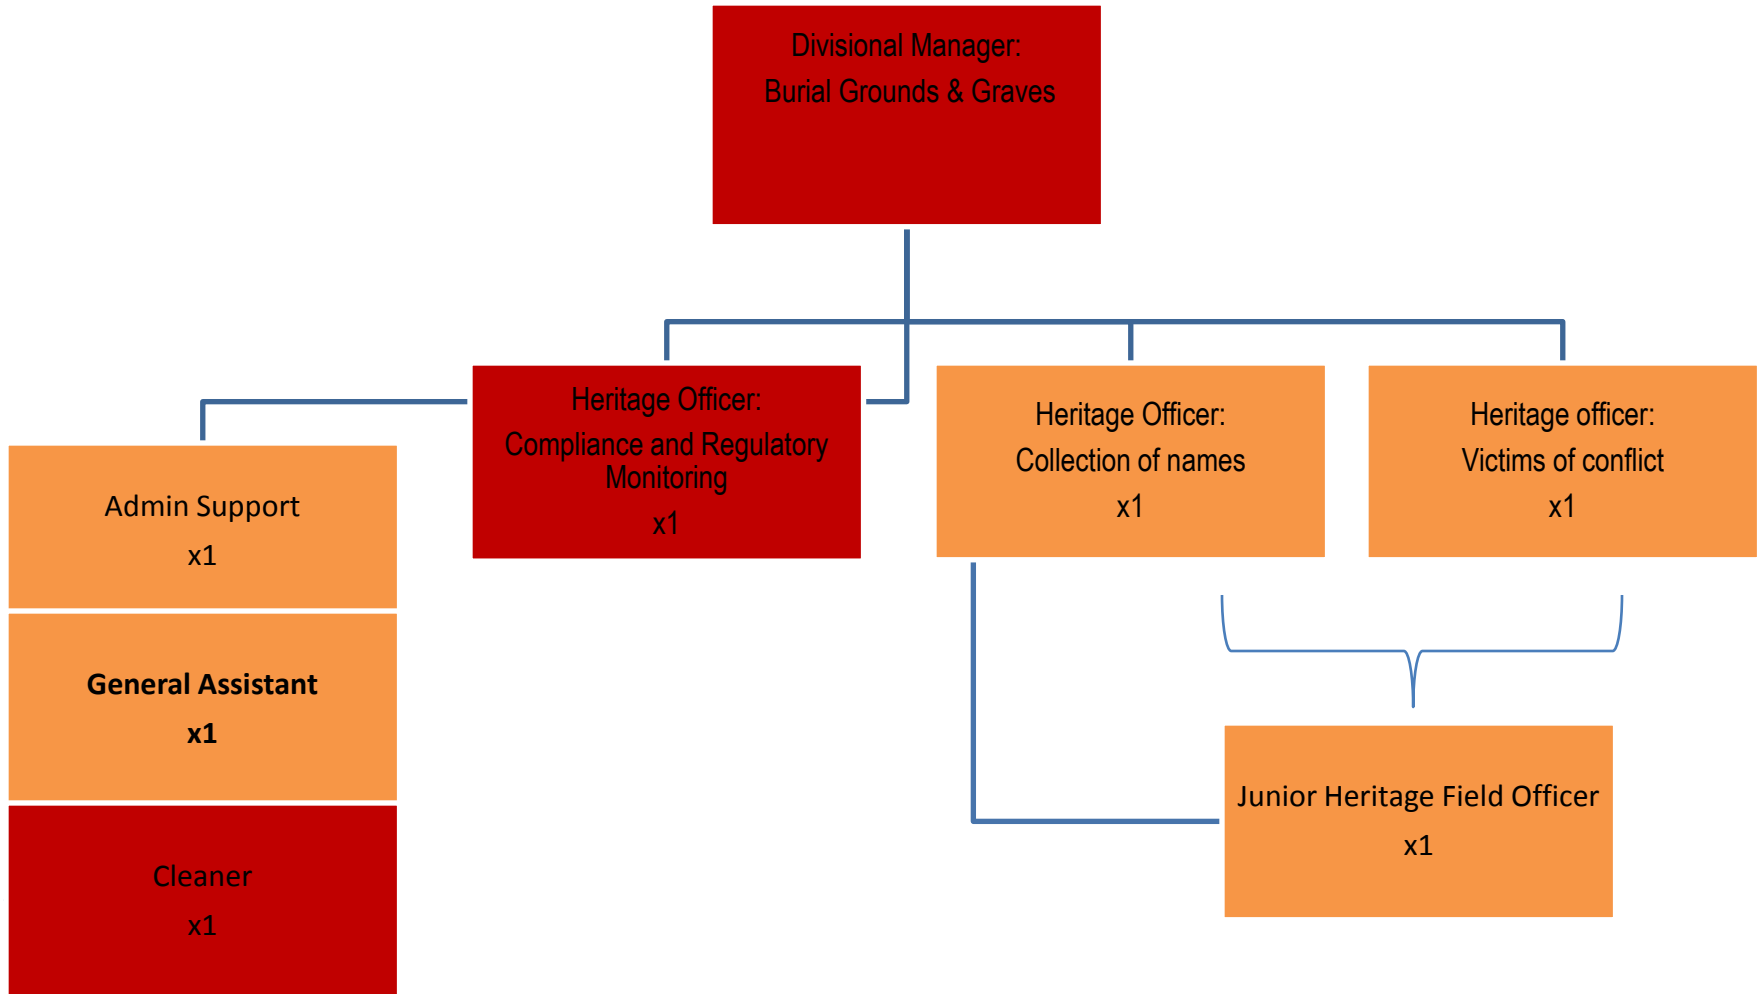 Divisional Manager:
Burial Grounds & Graves
Heritage Officer:
Compliance and Regulatory
Monitoring
x1
Heritage Officer:
Collection of names
x1
Heritage officer:
Victims of conflict
x1
Admin Support
x1
General Assistant
x1
Cleaner
x1
Junior Heritage Field Officer
x1